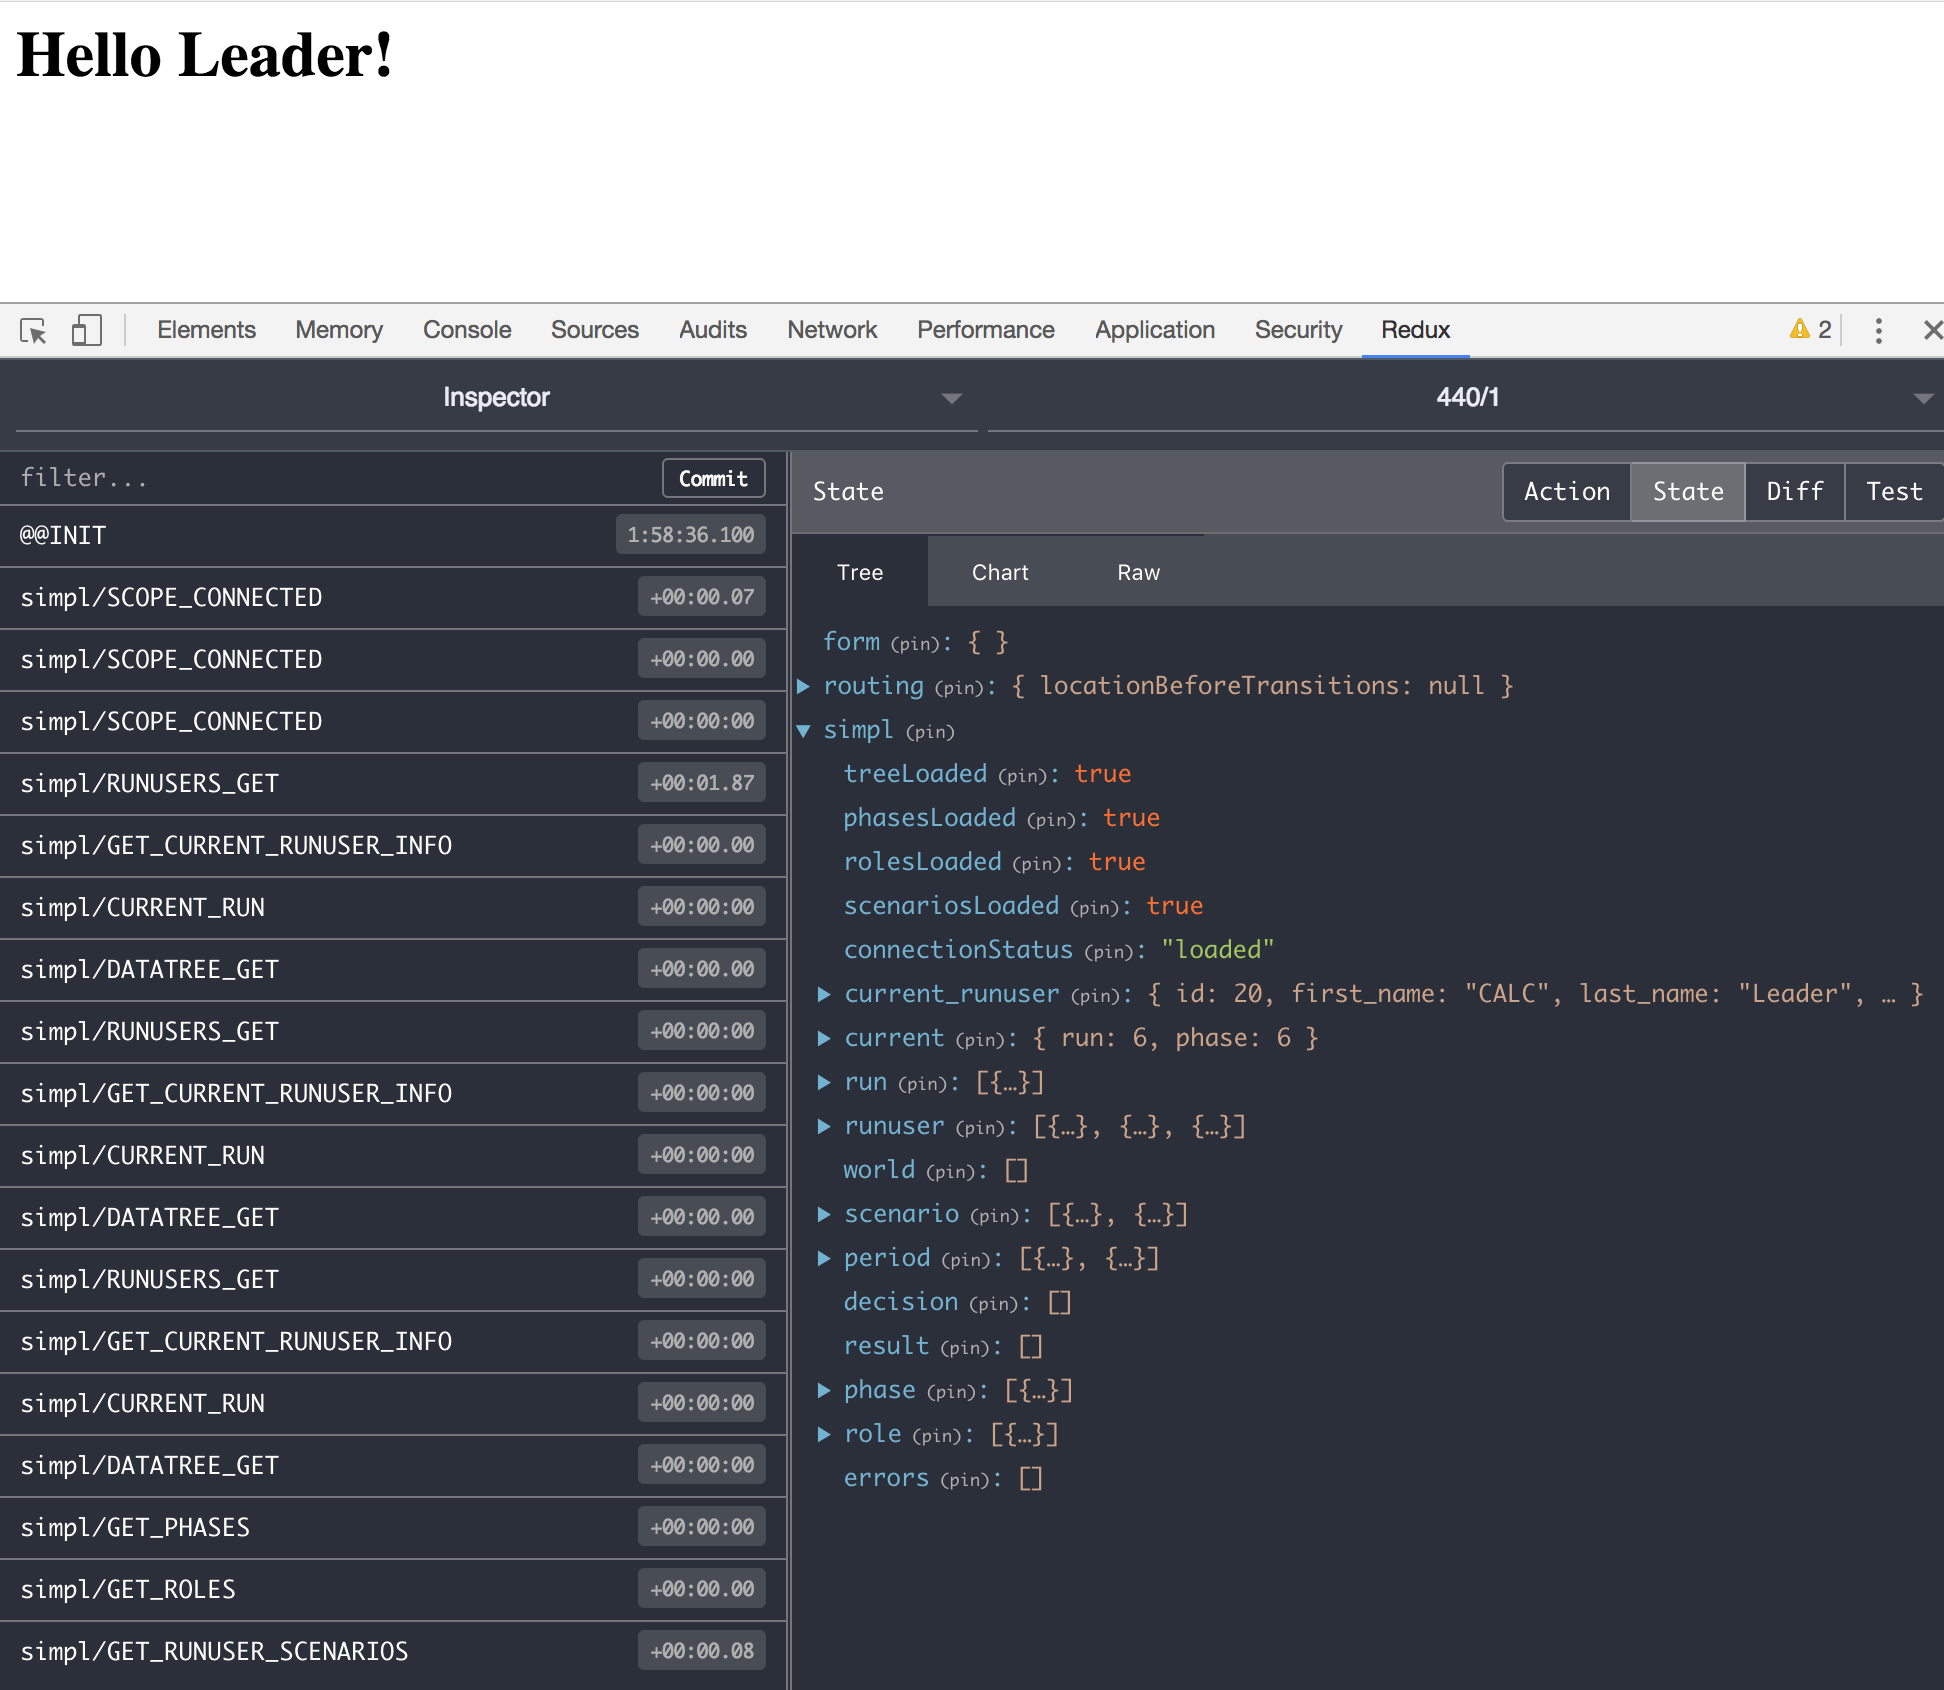 Hello Leader!
Elements Memory Console Sources Audits Network Performance Application Security Redux 2
Inspector 440/1
filter... Commit
@@INIT 1:58:36.100
simpl/SCOPE_CONNECTED +00:00.07
simpl/SCOPE_CONNECTED +00:00.00
simpl/SCOPE_CONNECTED +00:00:00
simpl/RUNUSERS_GET +00:01.87
simpl/GET_CURRENT_RUNUSER_INFO +00:00.00
simpl/CURRENT_RUN +00:00:00
simpl/DATATREE_GET +00:00.00
simpl/RUNUSERS_GET +00:00:00
simpl/GET_CURRENT_RUNUSER_INFO +00:00:00
simpl/CURRENT_RUN +00:00:00
simpl/DATATREE_GET +00:00.00
simpl/RUNUSERS_GET +00:00:00
simpl/GET_CURRENT_RUNUSER_INFO +00:00:00
simpl/CURRENT_RUN +00:00:00
simpl/DATATREE_GET +00:00:00
simpl/GET_PHASES +00:00:00
simpl/GET_ROLES +00:00.00
simpl/GET_RUNUSER_SCENARIOS +00:00.08
State Action State Diff Test
Tree Chart Raw
form (pin): { }
routing (pin): { locationBeforeTransitions: null }
simpl (pin)
treeLoaded (pin): true
phasesLoaded (pin): true
rolesLoaded (pin): true
scenariosLoaded (pin): true
connectionStatus (pin): "loaded"
current_runuser (pin): { id: 20, first_name: "CALC", last_name: "Leader", … }
current (pin): { run: 6, phase: 6 }
run (pin): [{…}]
runuser (pin): [{…}, {…}, {…}]
world (pin): []
scenario (pin): [{…}, {…}]
period (pin): [{…}, {…}]
decision (pin): []
result (pin): []
phase (pin): [{…}]
role (pin): [{…}]
errors (pin): []